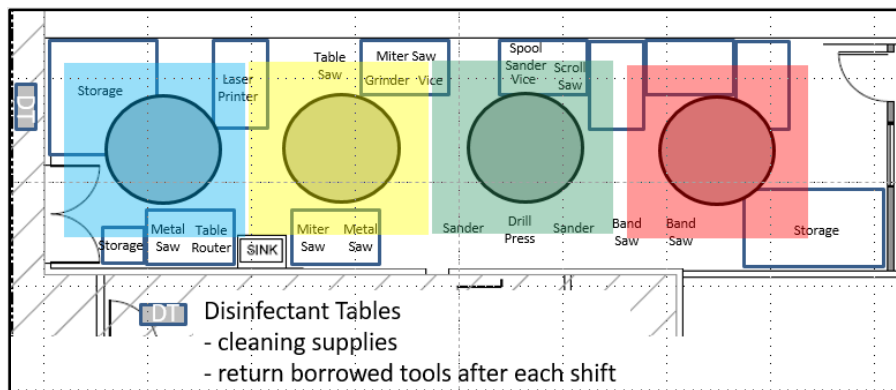 DT
Storage
Laser
Printer
Table
Saw
Miter Saw
Grinder Vice
Spool
Sander
Vice
Scroll
Saw
Storage
Metal
Saw
Table
Router
SINK
Miter
Saw
Metal
Saw
Sander
Drill
Press
Sander
Band
Saw
Band
Saw
Storage
DT Disinfectant Tables
- cleaning supplies
- return borrowed tools after each shift